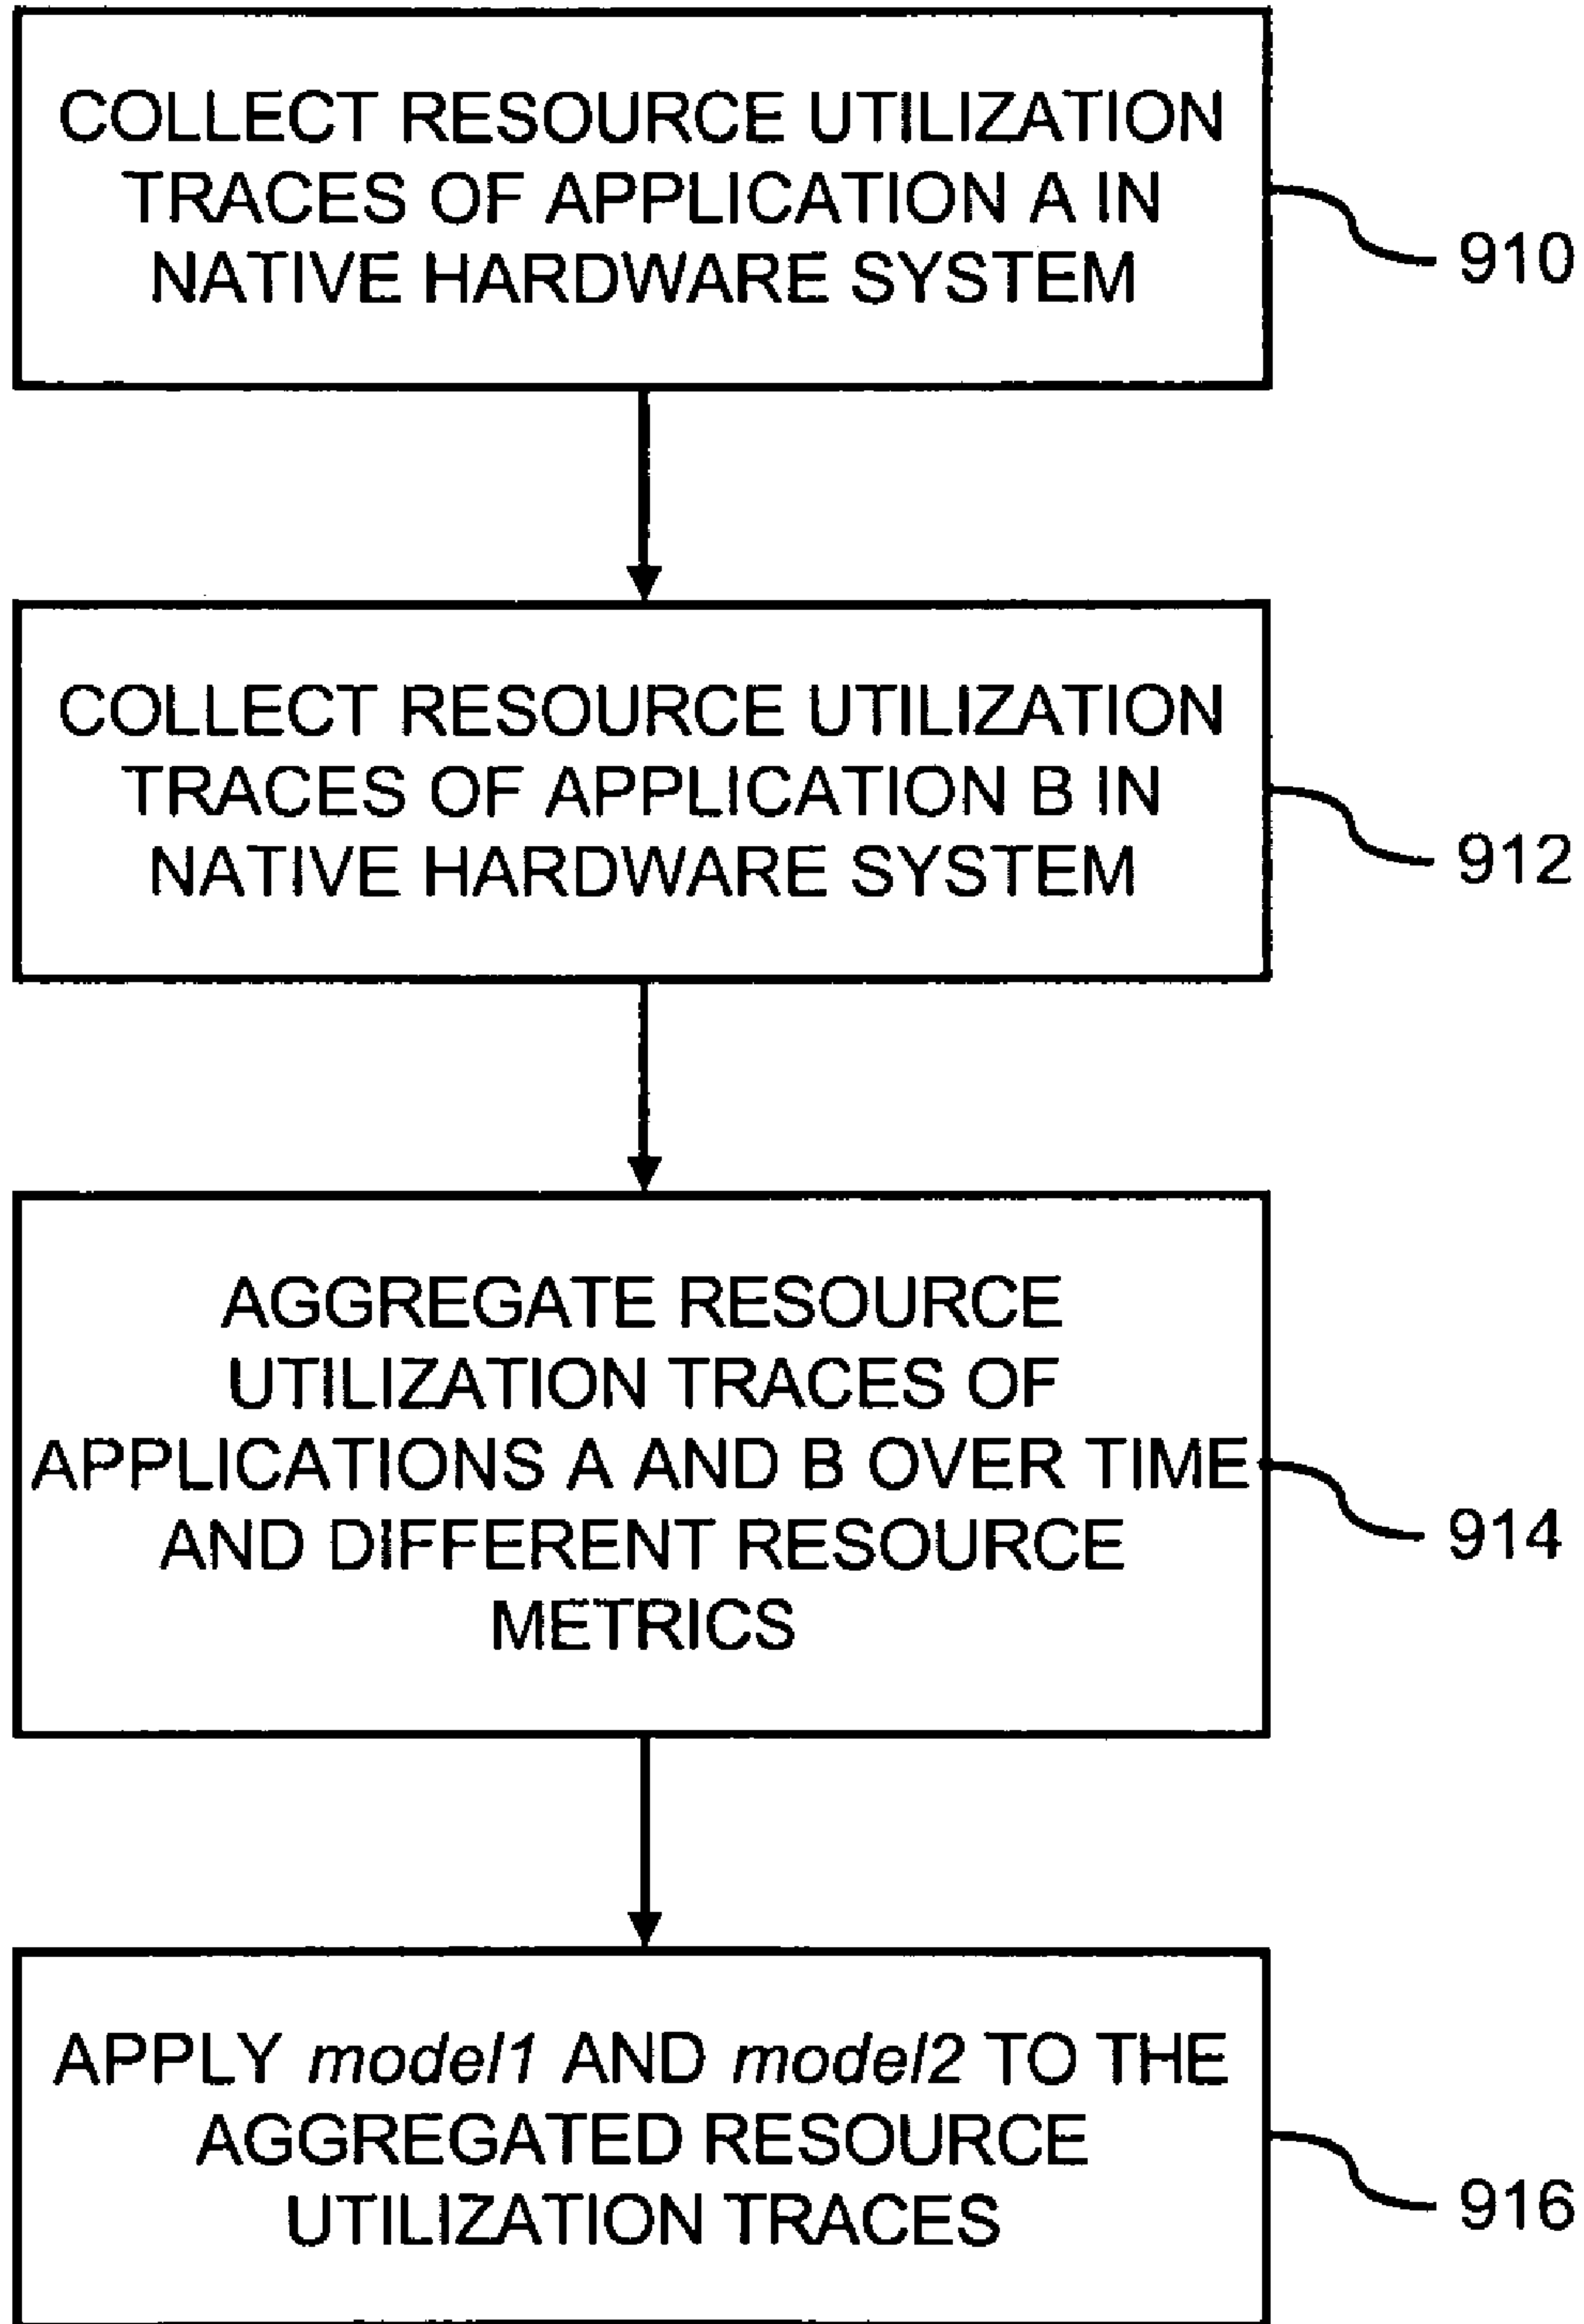 COLLECT RESOURCE UTILIZATION
TRACES OF APPLICATION A IN
NATIVE HARDWARE SYSTEM
910
COLLECT RESOURCE UTILIZATION
TRACES OF APPLICATION B IN
NATIVE HARDWARE SYSTEM
912
AGGREGATE RESOURCE
UTILIZATION TRACES OF
APPLICATIONS A AND B OVER TIME
AND DIFFERENT RESOURCE
METRICS
914
APPLY model1 AND model2 TO THE
AGGREGATED RESOURCE
UTILIZATION TRACES
916